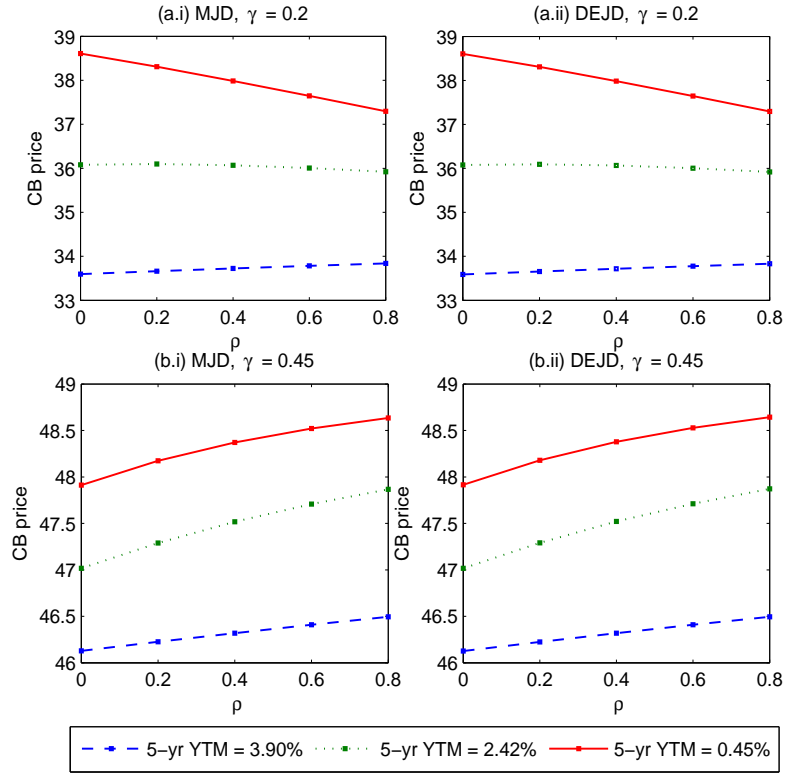 (a.i) MJD, γ = 0.2
39
38
37
36
35
34
33
CB price
0 0.2 0.4 0.6 0.8
ρ
(a.ii) DEJD, γ = 0.2
39
38
37
36
35
34
33
CB price
0 0.2 0.4 0.6 0.8
ρ
(b.i) MJD, γ = 0.45
49
48.5
48
47.5
47
46.5
46
CB price
0 0.2 0.4 0.6 0.8
ρ
(b.ii) DEJD, γ = 0.45
49
48.5
48
47.5
47
46.5
46
CB price
0 0.2 0.4 0.6 0.8
ρ
5-yr YTM = 3.90% 5-yr YTM = 2.42% 5-yr YTM = 0.45%